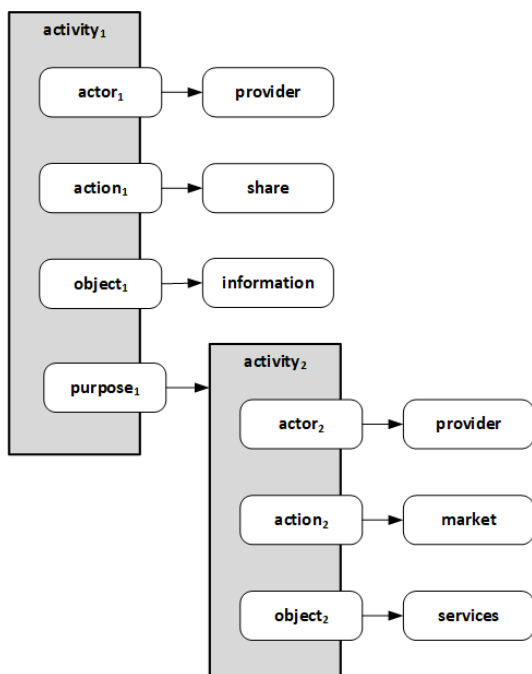 activity₁
actor₁ provider
action₁ share
object₁ information
purpose₁
activity₂
actor₂ provider
action₂ market
object₂ services